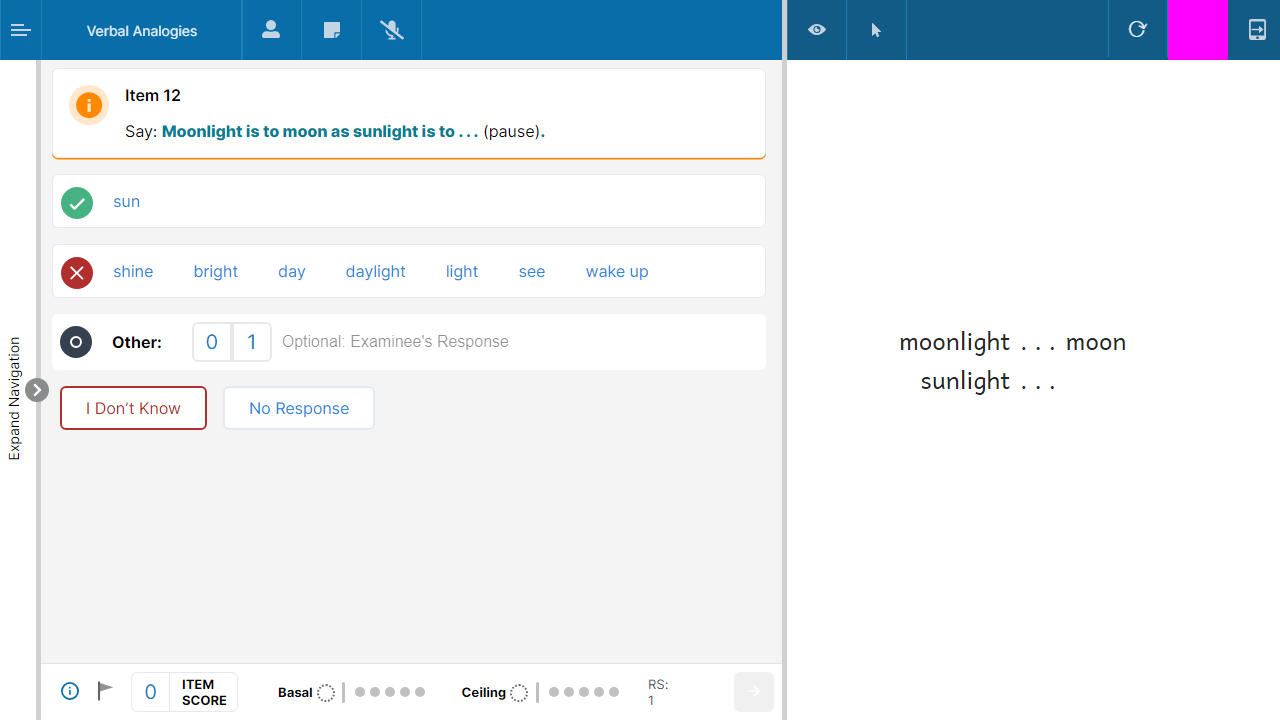 Verbal Analogies
Item 12
Say: Moonlight is to moon as sunlight is to . . . (pause).
sun
shine bright day daylight light see wake up
Other: 0 1 Optional: Examinee's Response
I Don't Know No Response
Expand Navigation
0 ITEM SCORE Basal Ceiling RS: 1
moonlight . . . moon
sunlight . . .